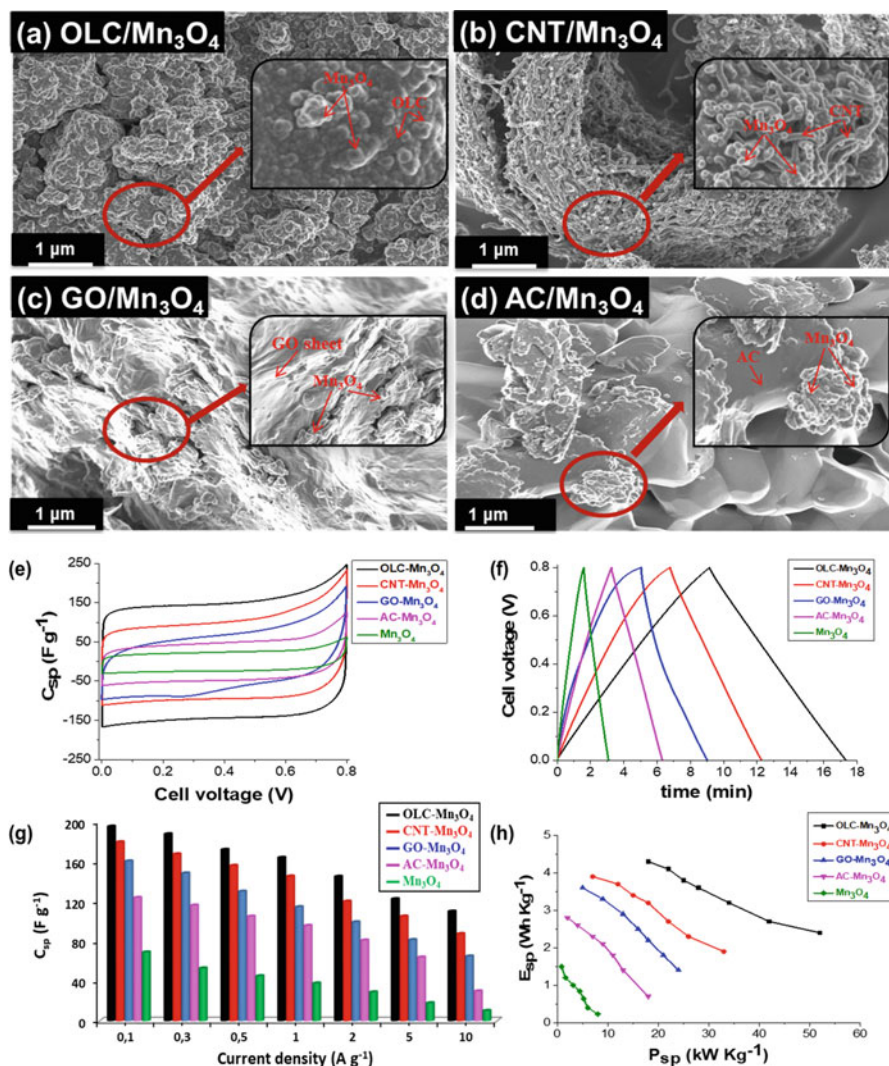 (a) OLC/Mn₃O₄
Mn₃O₄
OLC
1 µm
(b) CNT/Mn₃O₄
CNT
Mn₃O₄
1 µm
(c) GO/Mn₃O₄
GO sheet
Mn₃O₄
1 µm
(d) AC/Mn₃O₄
Mn₃O₄
AC
1 µm
(e)
250
150
50
-50
-150
-250
Csp (F g⁻¹)
OLC-Mn₃O₄
CNT-Mn₃O₄
GO-Mn₃O₄
AC-Mn₃O₄
Mn₃O₄
0.0 0.2 0.4 0.6 0.8
Cell voltage (V)
(f)
0.8
0.6
0.4
0.2
0.0
Cell voltage (V)
OLC-Mn₃O₄
CNT-Mn₃O₄
GO-Mn₃O₄
AC-Mn₃O₄
Mn₃O₄
0 2 4 6 8 10 12 14 16 18
time (min)
(g)
200
160
120
80
40
0
Csp (F g⁻¹)
OLC-Mn₃O₄
CNT-Mn₃O₄
GO-Mn₃O₄
AC-Mn₃O₄
Mn₃O₄
0,1 0,3 0,5 1 2 5 10
Current density (A g⁻¹)
(h)
5
4
3
2
1
0
Esp (Wh Kg⁻¹)
OLC-Mn₃O₄
CNT-Mn₃O₄
GO-Mn₃O₄
AC-Mn₃O₄
Mn₃O₄
0 10 20 30 40 50 60
Psp (kW Kg⁻¹)